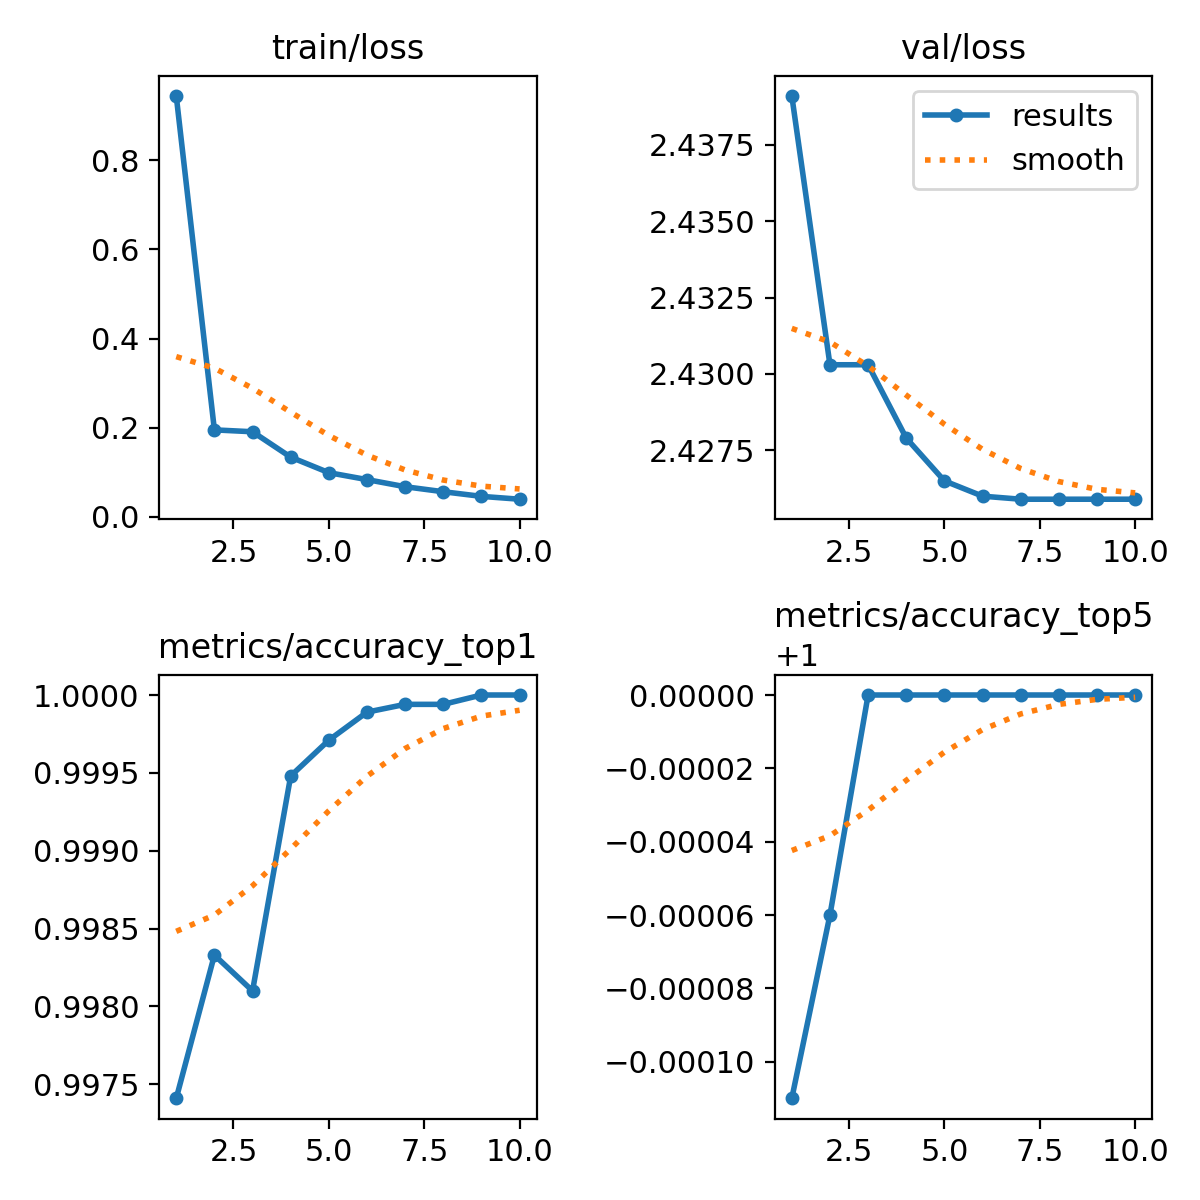 train/loss
0.8
0.6
0.4
0.2
0.0
2.5 5.0 7.5 10.0
val/loss
results
smooth
2.4375
2.4350
2.4325
2.4300
2.4275
2.5 5.0 7.5 10.0
metrics/accuracy_top1
1.0000
0.9995
0.9990
0.9985
0.9980
0.9975
2.5 5.0 7.5 10.0
metrics/accuracy_top5
+1
0.00000
−0.00002
−0.00004
−0.00006
−0.00008
−0.00010
2.5 5.0 7.5 10.0